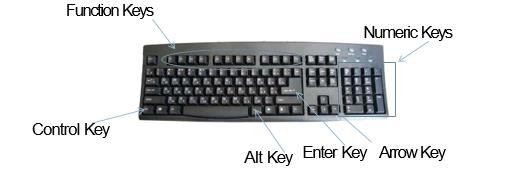 Function Keys
Numeric Keys
Control Key
Alt Key
Enter Key
Arrow Key